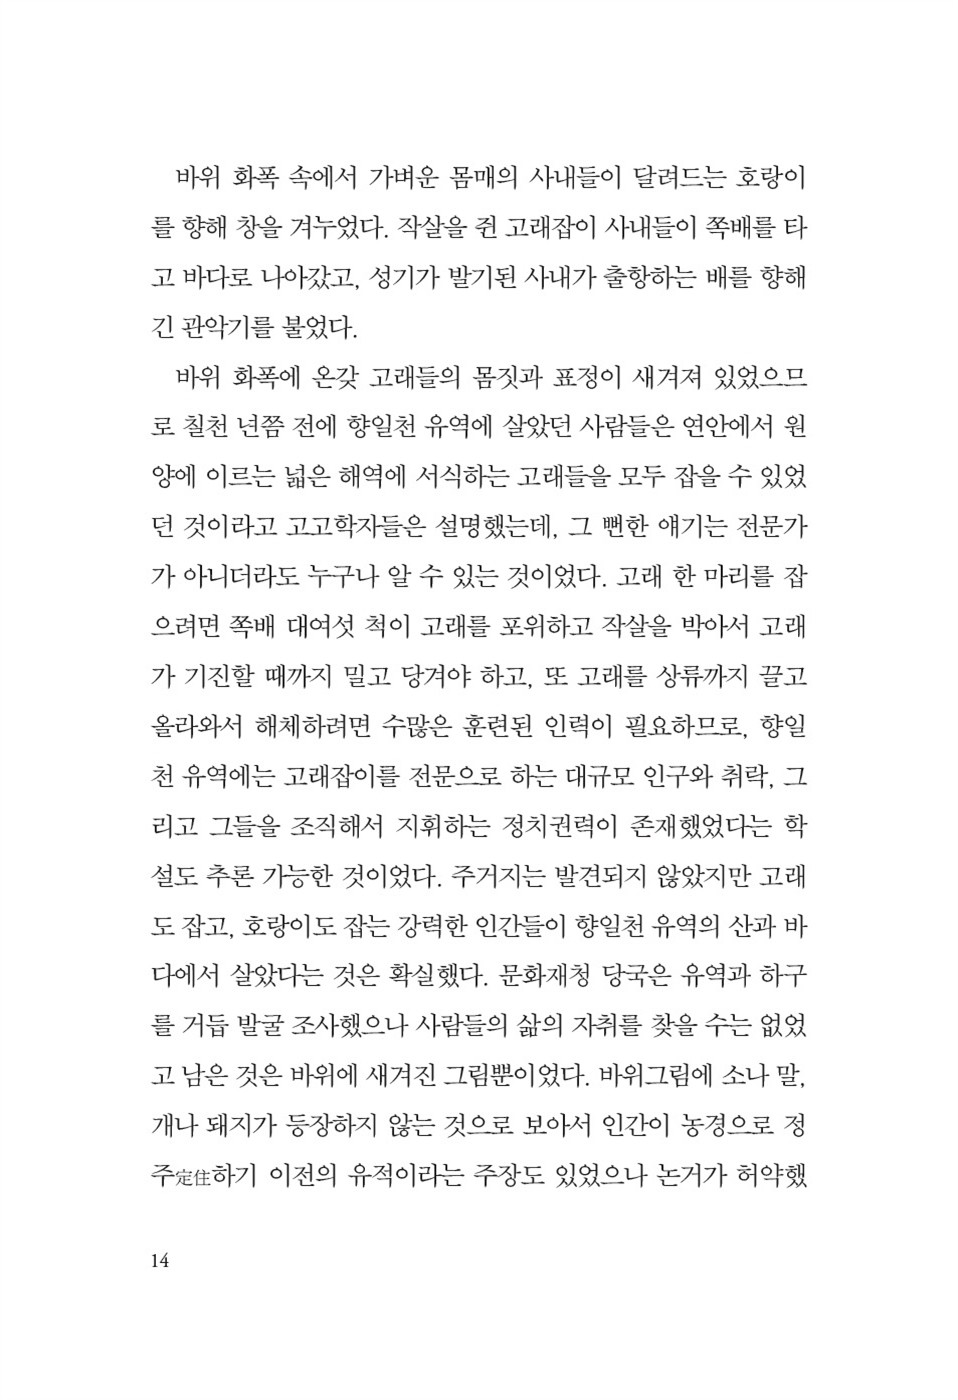 바위 화폭 속에서 가벼운 몸매의 사내들이 달려드는 호랑이
를 향해 창을 겨누었다. 작살을 쥔 고래잡이 사내들이 쪽배를 타
고 바다로 나아갔고, 성기가 발기된 사내가 출항하는 배를 향해
긴 관악기를 불었다.
바위 화폭에 온갖 고래들의 몸짓과 표정이 새겨져 있었으므
로 칠천 년쯤 전에 향일천 유역에 살았던 사람들은 연안에서 원
양에 이르는 넓은 해역에 서식하는 고래들을 모두 잡을 수 있었
던 것이라고 고고학자들은 설명했는데, 그 뻔한 얘기는 전문가
가 아니더라도 누구나 알 수 있는 것이었다. 고래 한 마리를 잡
으려면 쪽배 대여섯 척이 고래를 포위하고 작살을 박아서 고래
가 기진할 때까지 밀고 당겨야 하고, 또 고래를 상류까지 끌고
올라와서 해체하려면 수많은 훈련된 인력이 필요하므로, 향일
천 유역에는 고래잡이를 전문으로 하는 대규모 인구와 취락, 그
리고 그들을 조직해서 지휘하는 정치권력이 존재했었다는 학
설도 추론 가능한 것이었다. 주거지는 발견되지 않았지만 고래
도 잡고, 호랑이도 잡는 강력한 인간들이 향일천 유역의 산과 바
다에서 살았다는 것은 확실했다. 문화재청 당국은 유역과 하구
를 거듭 발굴 조사했으나 사람들의 삶의 자취를 찾을 수는 없었
고 남은 것은 바위에 새겨진 그림뿐이었다. 바위그림에 소나 말,
개나 돼지가 등장하지 않는 것으로 보아서 인간이 농경으로 정
주定住하기 이전의 유적이라는 주장도 있었으나 논거가 허약했
14